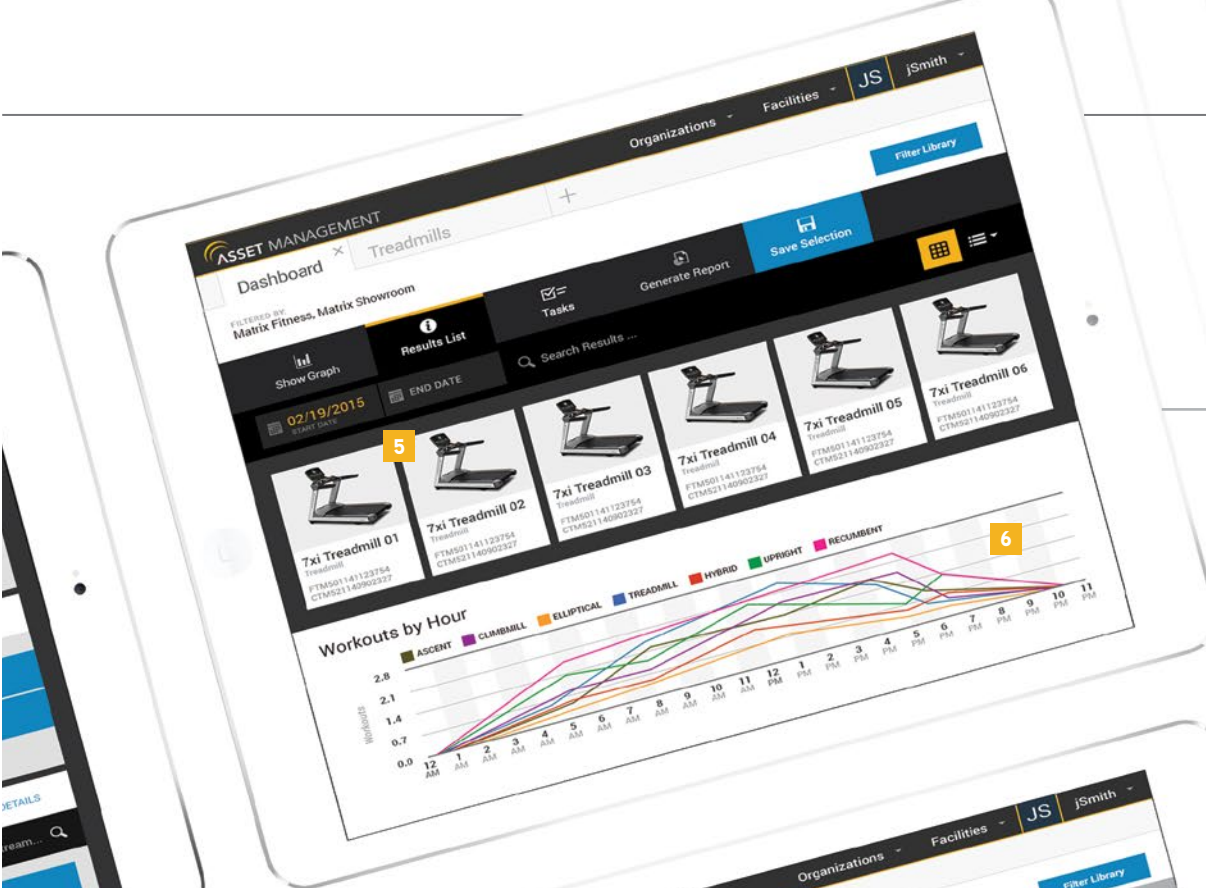 Organizations
Facilities
JS
jSmith
ASSET MANAGEMENT
Dashboard
×
Treadmills
+
Filter Library
FILTERED BY:
Matrix Fitness, Matrix Showroom
Show Graph
Results List
Tasks
Generate Report
Save Selection
02/19/2015
START DATE
END DATE
Search Results ...
5
7xi Treadmill 01
Treadmill
FTM501141123754
CTM521140902327
7xi Treadmill 02
Treadmill
FTM501141123754
CTM521140902327
7xi Treadmill 03
Treadmill
FTM501141123754
CTM521140902327
7xi Treadmill 04
Treadmill
FTM501141123754
CTM521140902327
7xi Treadmill 05
Treadmill
FTM501141123754
CTM521140902327
7xi Treadmill 06
Treadmill
FTM501141123754
CTM521140902327
6
Workouts by Hour
ASCENT CLIMBMILL ELLIPTICAL TREADMILL HYBRID UPRIGHT RECUMBENT
Workouts
2.8
2.1
1.4
0.7
0.0
12 1 2 3 4 5 6 7 8 9 10 11 12 1 2 3 4 5 6 7 8 9 10 11
AM AM AM AM AM AM AM AM AM AM AM AM PM PM PM PM PM PM PM PM PM PM PM PM
DETAILS
ream...
Organizations
Facilities
JS
jSmith
Filter Library